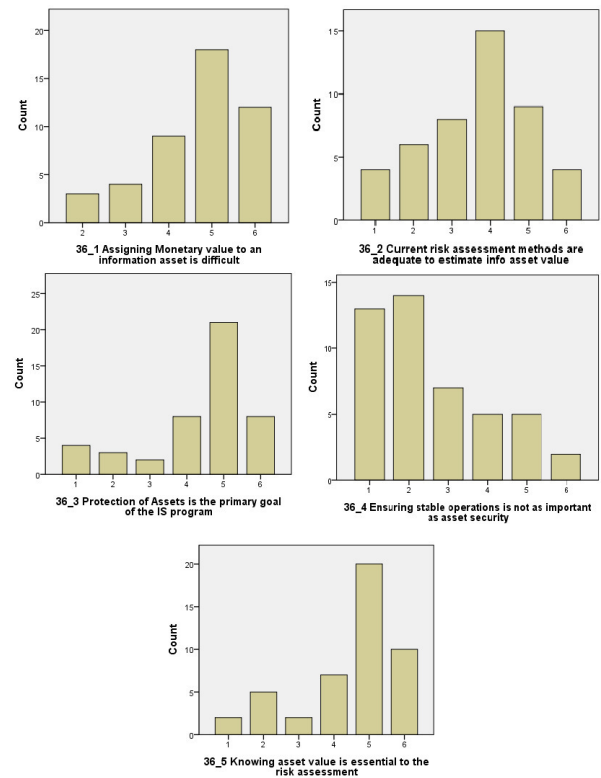 20
15
10
5
0
Count
2 3 4 5 6
36_1 Assigning Monetary value to an
information asset is difficult
15
10
5
0
Count
1 2 3 4 5 6
36_2 Current risk assessment methods are
adequate to estimate info asset value
25
20
15
10
5
0
Count
1 2 3 4 5 6
36_3 Protection of Assets is the primary goal
of the IS program
15
10
5
0
Count
1 2 3 4 5 6
36_4 Ensuring stable operations is not as important
as asset security
20
15
10
5
0
Count
1 2 3 4 5 6
36_5 Knowing asset value is essential to the
risk assessment